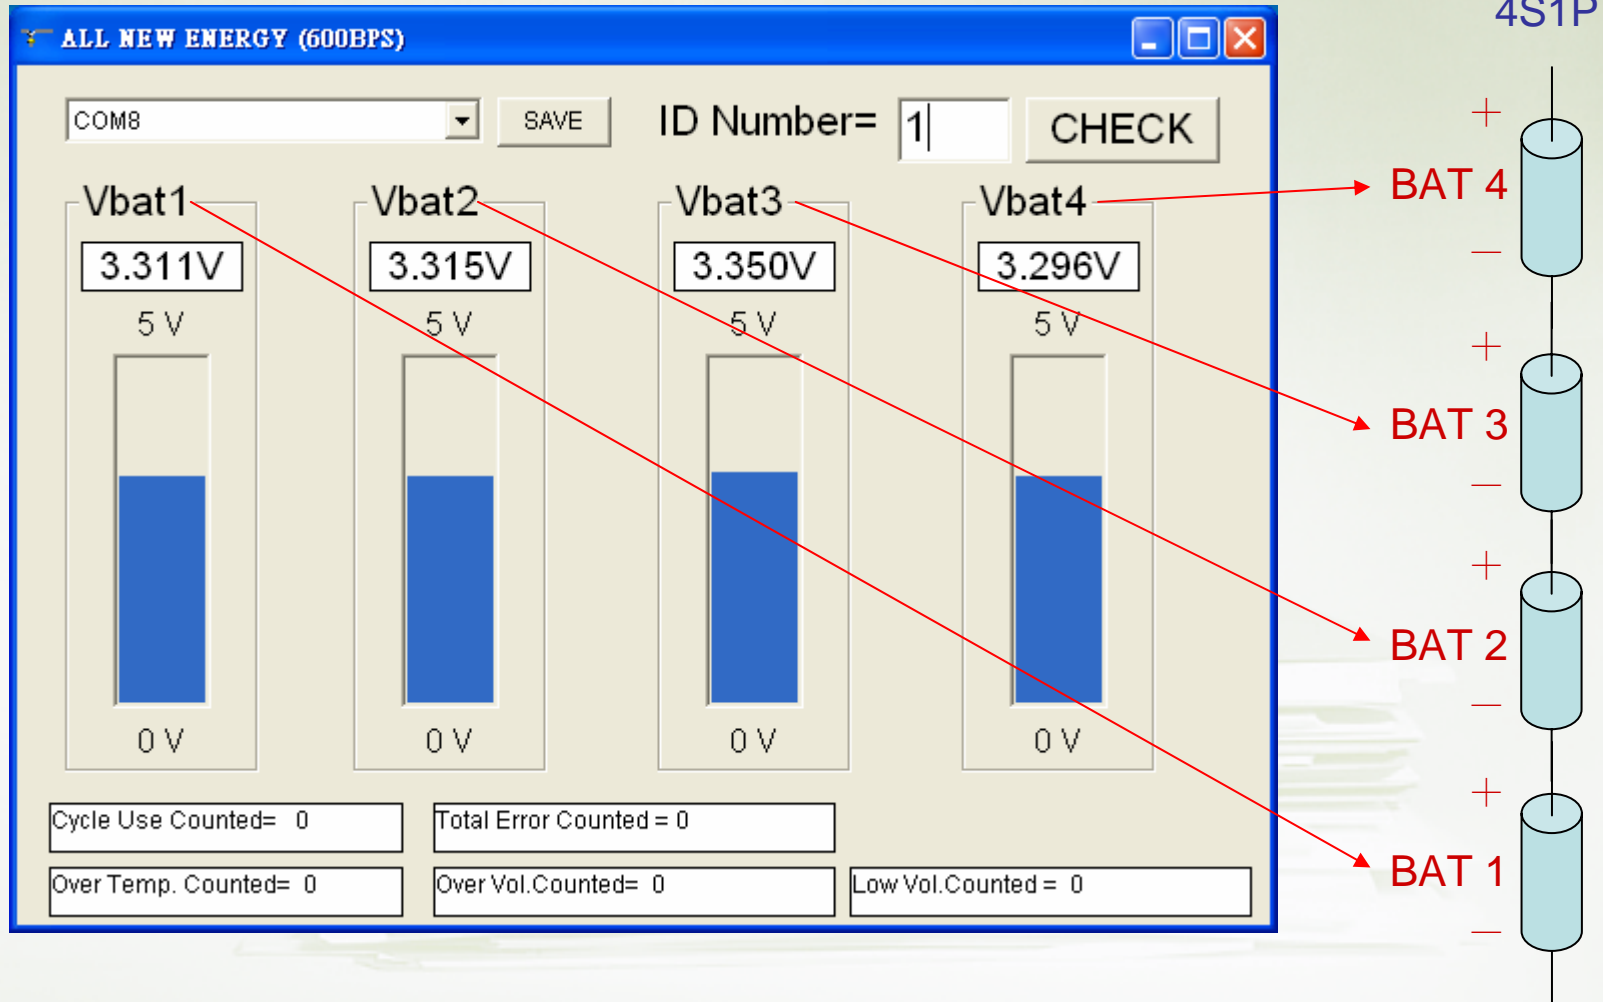 4S1P
ALL NEW ENERGY (600BPS)
COM8
SAVE
ID Number=
1
CHECK
Vbat1
Vbat2
Vbat3
Vbat4
3.311V
3.315V
3.350V
3.296V
5 V
5 V
5 V
5 V
0 V
0 V
0 V
0 V
Cycle Use Counted= 0
Total Error Counted = 0
Over Temp. Counted= 0
Over Vol.Counted= 0
Low Vol.Counted = 0
+
BAT 4
−
+
BAT 3
−
+
BAT 2
−
+
BAT 1
−